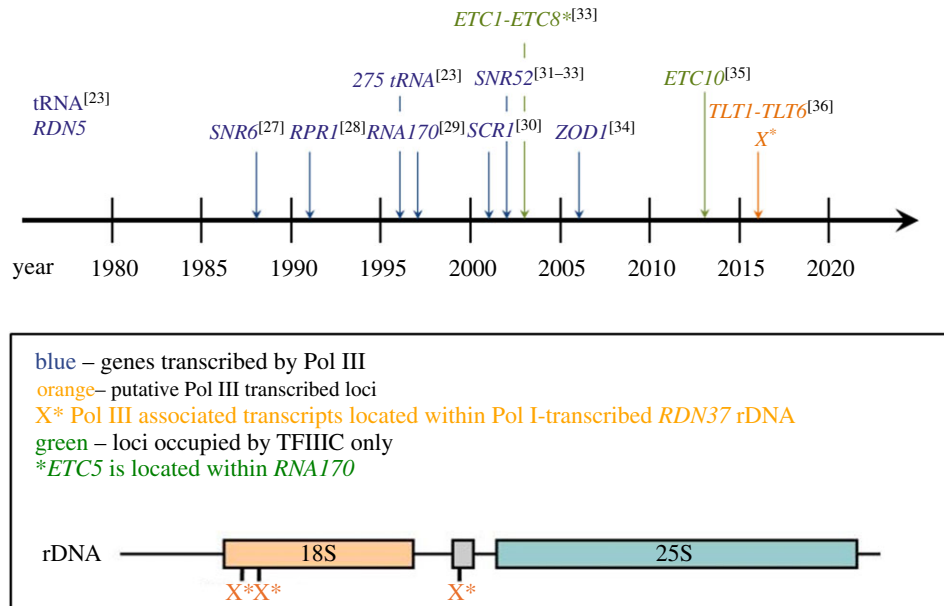 ETC1-ETC8*[33]
275 tRNA[23] SNR52[31–33] ETC10[35]
tRNA[23]
RDN5
TLT1-TLT6[36]
SNR6[27] RPR1[28] RNA170[29] SCR1[30] ZOD1[34] X*
year 1980 1985 1990 1995 2000 2005 2010 2015 2020
blue – genes transcribed by Pol III
orange– putative Pol III transcribed loci
X* Pol III associated transcripts located within Pol I-transcribed RDN37 rDNA
green – loci occupied by TFIIIC only
*ETC5 is located within RNA170
rDNA 18S 25S
X* X* X*